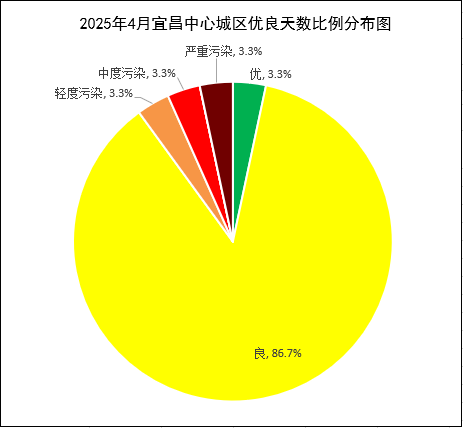 2025年4月宜昌中心城区优良天数比例分布图
严重污染, 3.3%
优, 3.3%
中度污染, 3.3%
轻度污染, 3.3%
良, 86.7%